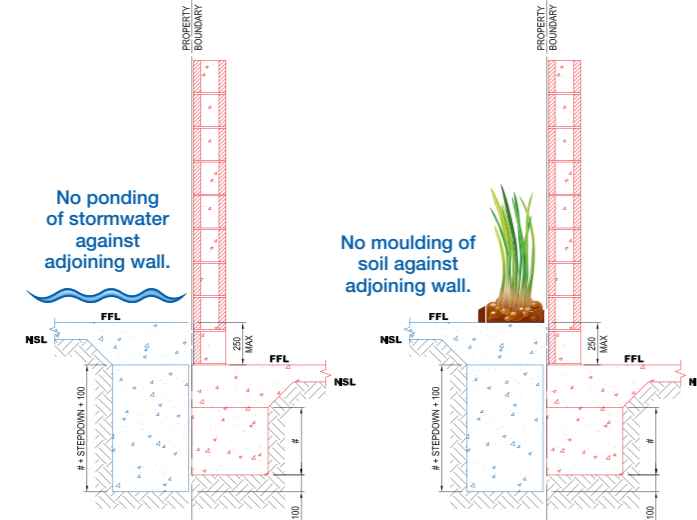 PROPERTY
BOUNDARY
PROPERTY
BOUNDARY
No ponding
of stormwater
against
adjoining wall.
No moulding of
soil against
adjoining wall.
FFL
NSL
250
MAX
FFL
NSL
# + STEPDOWN + 100
#
100
FFL
NSL
250
MAX
FFL
N
# + STEPDOWN + 100
#
100